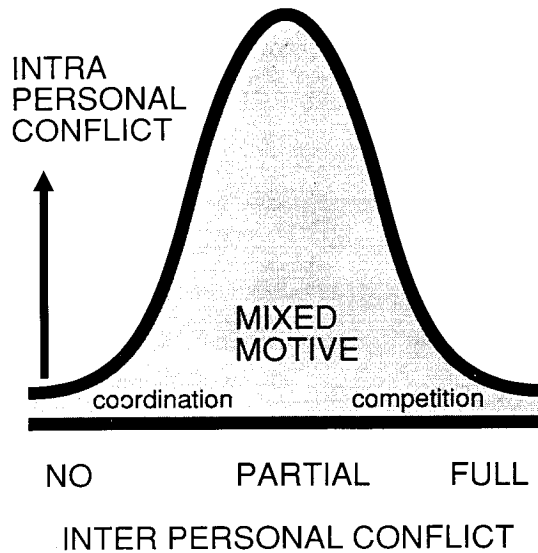 INTRA
PERSONAL
CONFLICT
MIXED
MOTIVE
coordination competition
NO PARTIAL FULL
INTER PERSONAL CONFLICT